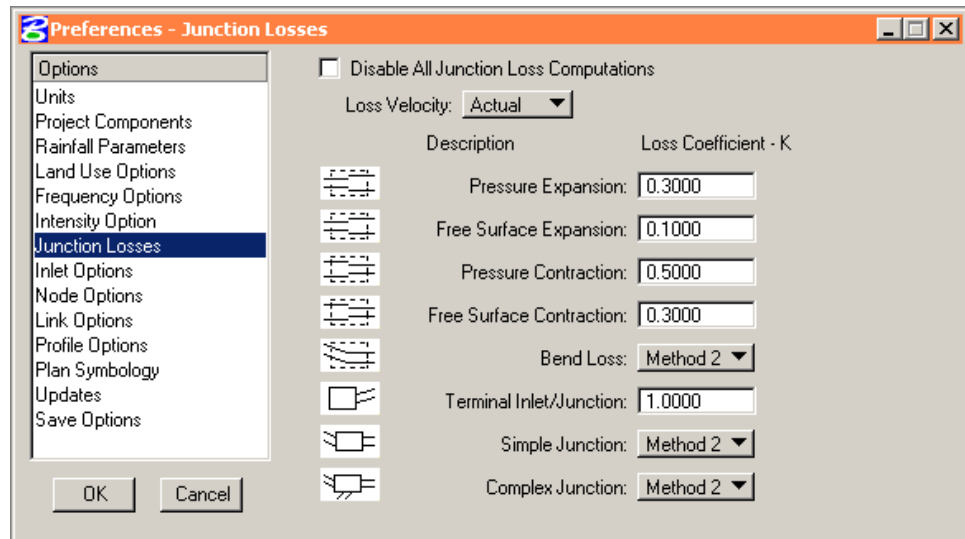 Preferences - Junction Losses
Options
Units
Project Components
Rainfall Parameters
Land Use Options
Frequency Options
Intensity Option
Junction Losses
Inlet Options
Node Options
Link Options
Profile Options
Plan Symbology
Updates
Save Options
OK Cancel
Disable All Junction Loss Computations
Loss Velocity: Actual
Description Loss Coefficient - K
Pressure Expansion: 0.3000
Free Surface Expansion: 0.1000
Pressure Contraction: 0.5000
Free Surface Contraction: 0.3000
Bend Loss: Method 2
Terminal Inlet/Junction: 1.0000
Simple Junction: Method 2
Complex Junction: Method 2